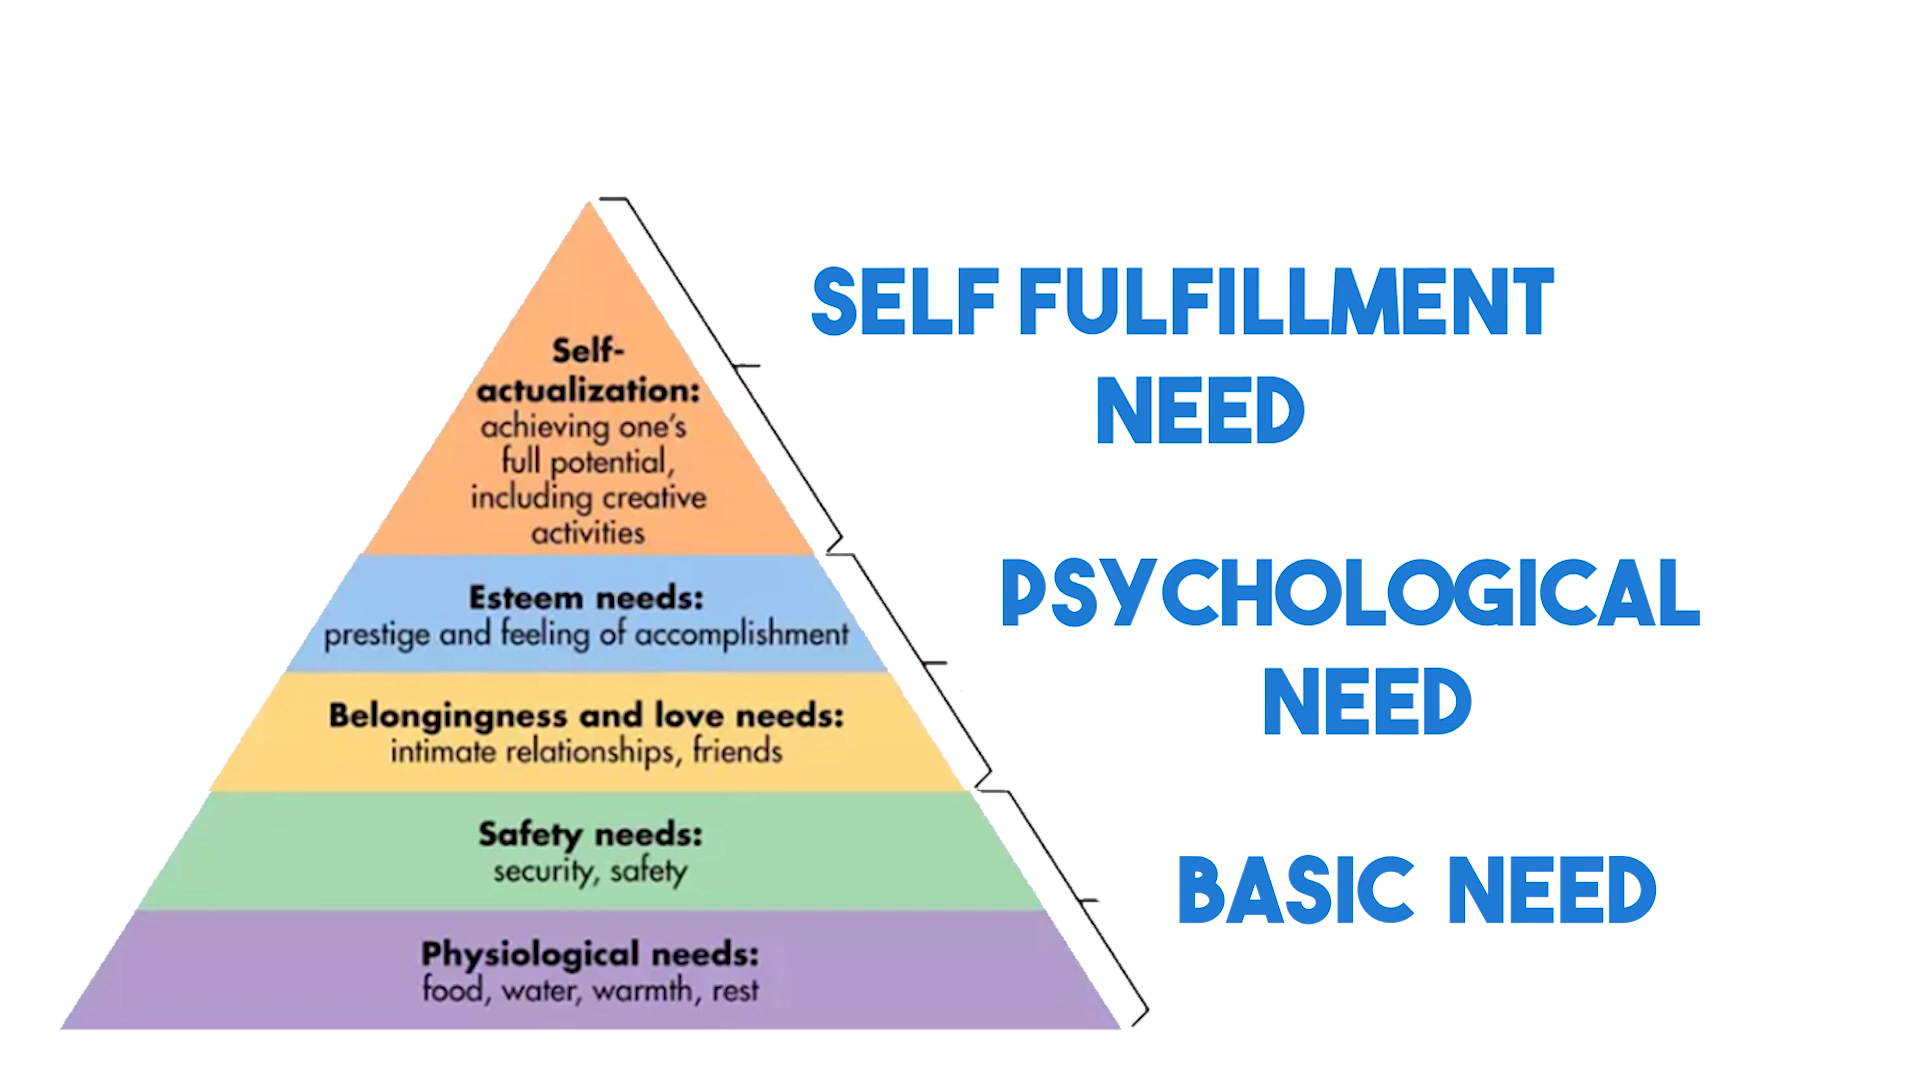 Self-
actualization:
achieving one's
full potential,
including creative
activities
Esteem needs:
prestige and feeling of accomplishment
Belongingness and love needs:
intimate relationships, friends
Safety needs:
security, safety
Physiological needs:
food, water, warmth, rest
SELF FULFILLMENT
NEED
PSYCHOLOGICAL
NEED
BASIC NEED